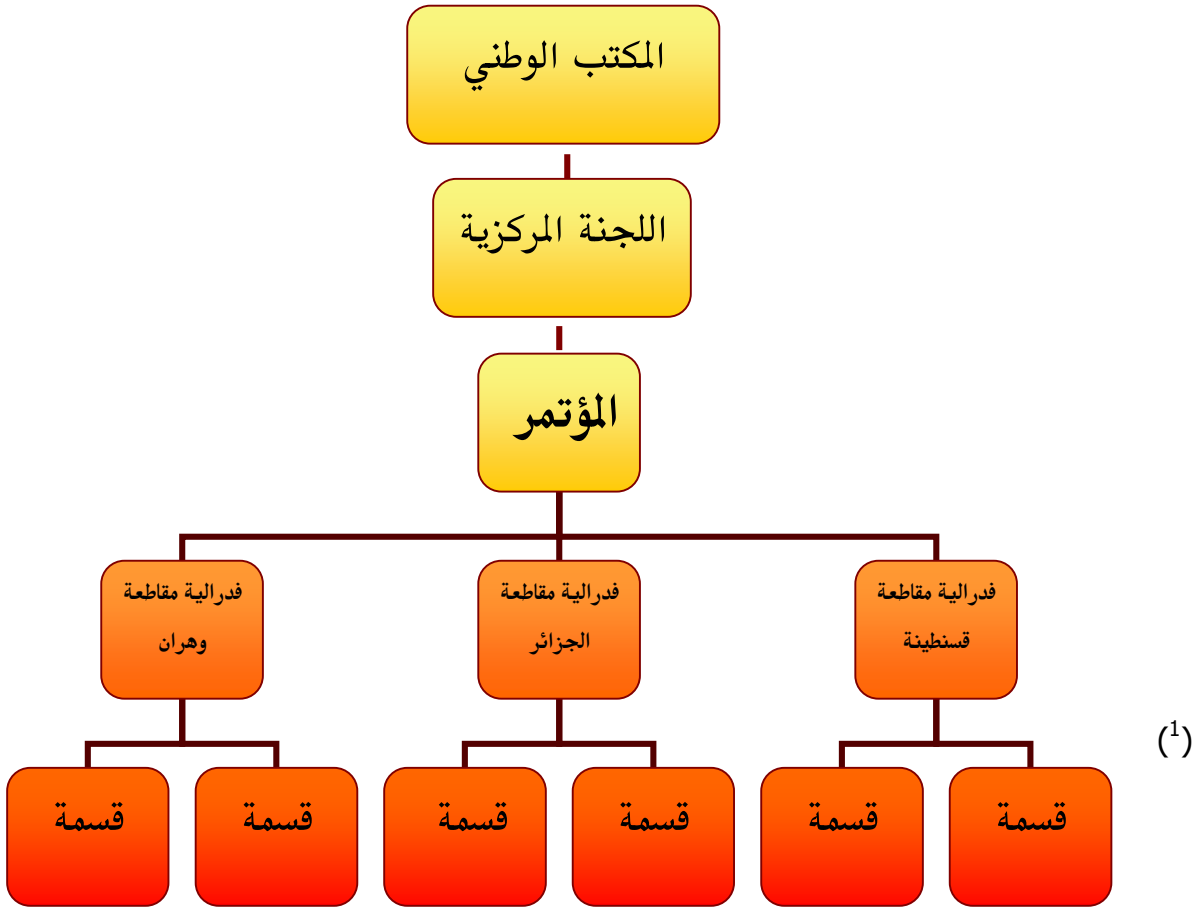 المكتب الوطني
اللجنة المركزية
المؤتمر
فدرالية مقاطعة
قسنطينة
فدرالية مقاطعة
الجزائر
فدرالية مقاطعة
وهران
(1)
قسمة
قسمة
قسمة
قسمة
قسمة
قسمة